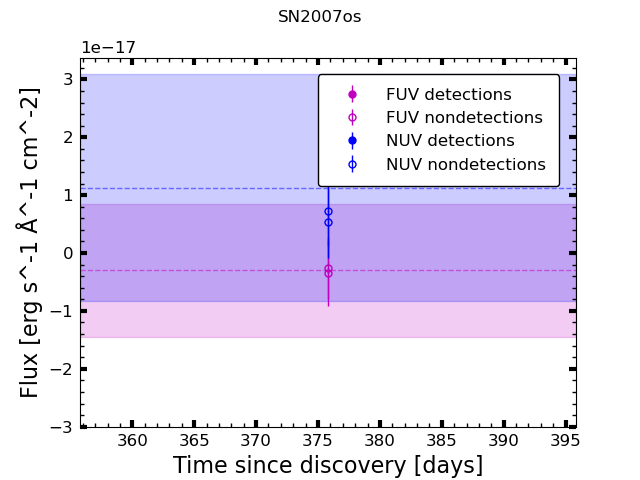 SN2007os
1e−17
3
2
1
0
−1
−2
−3
Flux [erg s^-1 Å^-1 cm^-2]
FUV detections
FUV nondetections
NUV detections
NUV nondetections
360 365 370 375 380 385 390 395
Time since discovery [days]